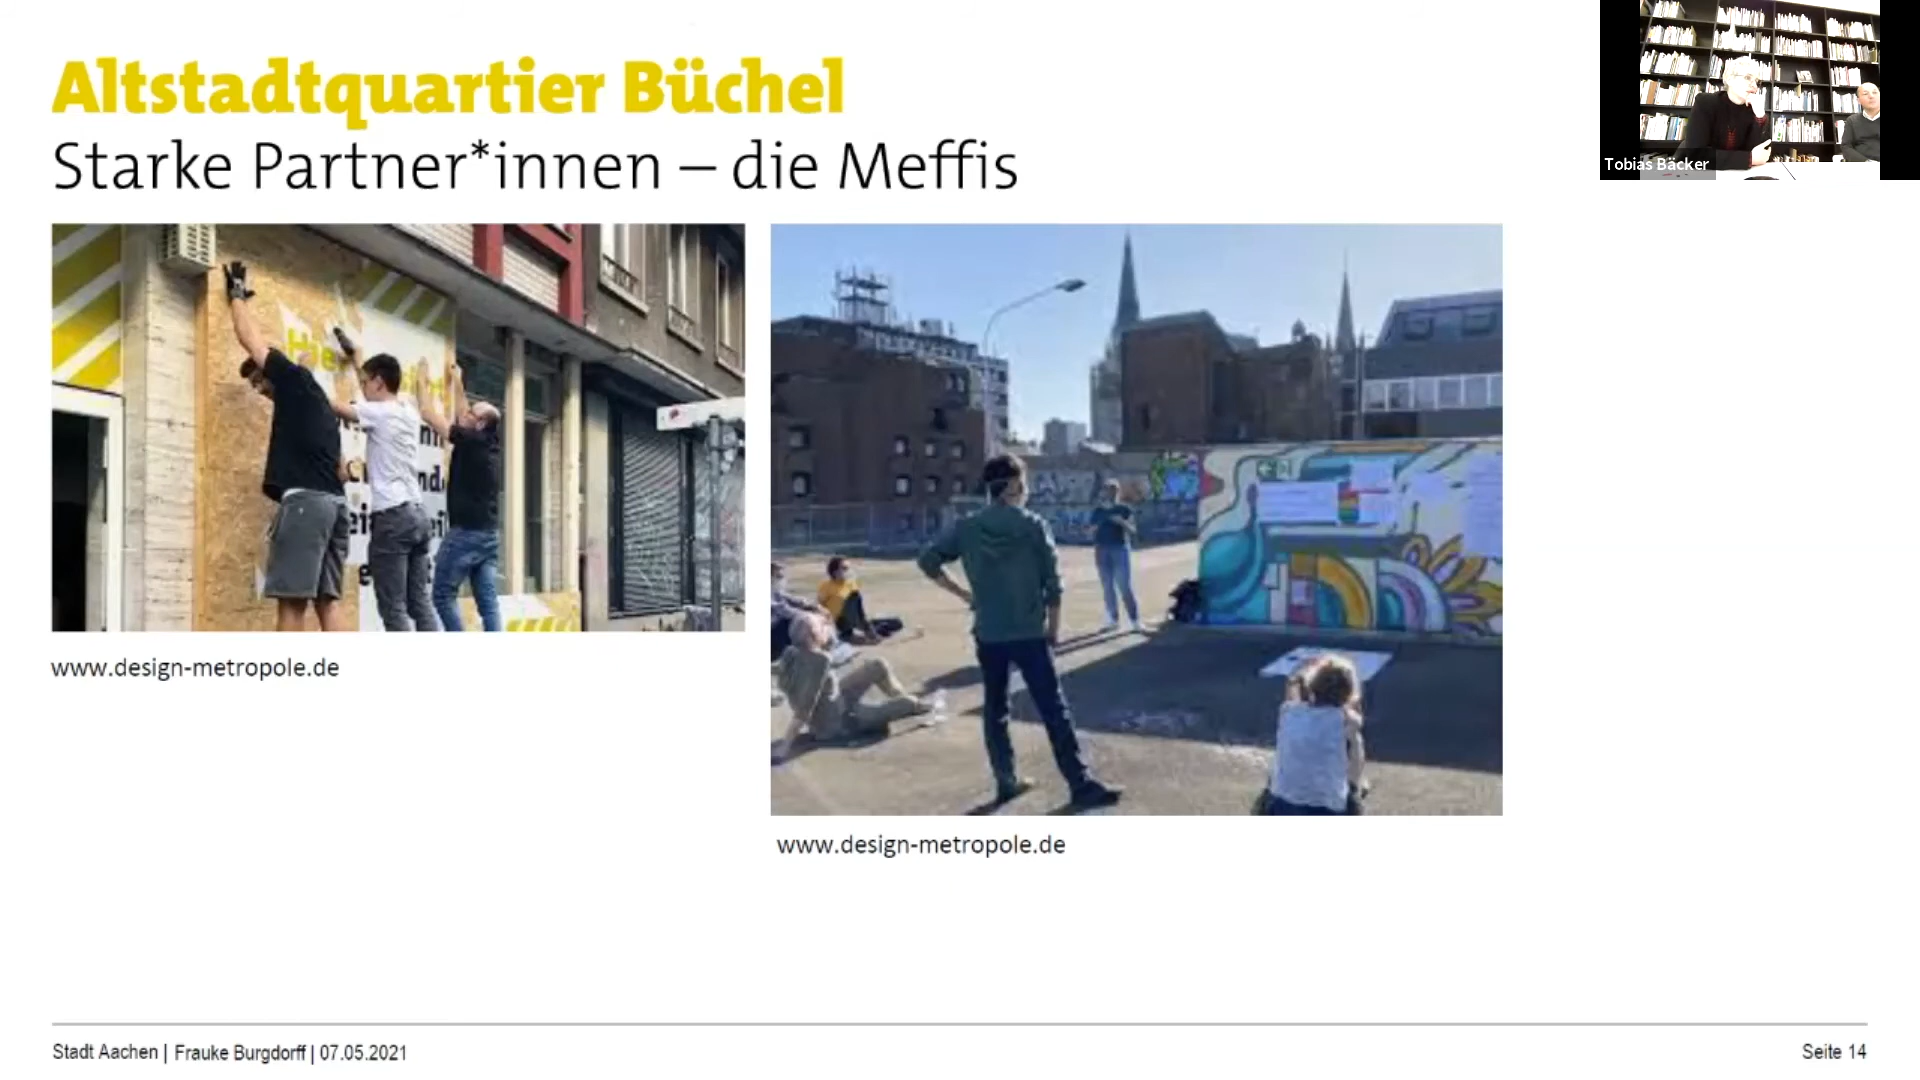 Altstadtquartier Büchel
Starke Partner*innen – die Meffis
Tobias Bäcker
www.design-metropole.de
www.design-metropole.de
Stadt Aachen | Frauke Burgdorff | 07.05.2021
Seite 14